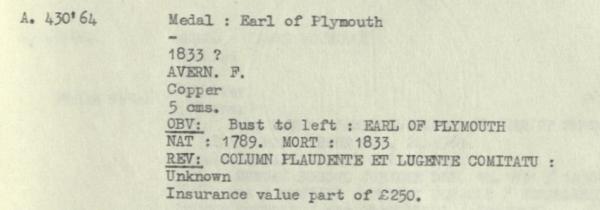 A. 430'64 Medal : Earl of Plymouth
-
1833 ?
AVERN. F.
Copper
5 cms.
OBV: Bust to left : EARL OF PLYMOUTH
NAT : 1789. MORT : 1833
REV: COLUMN PLAUDENTE ET LUGENTE COMITATU :
Unknown
Insurance value part of £250.